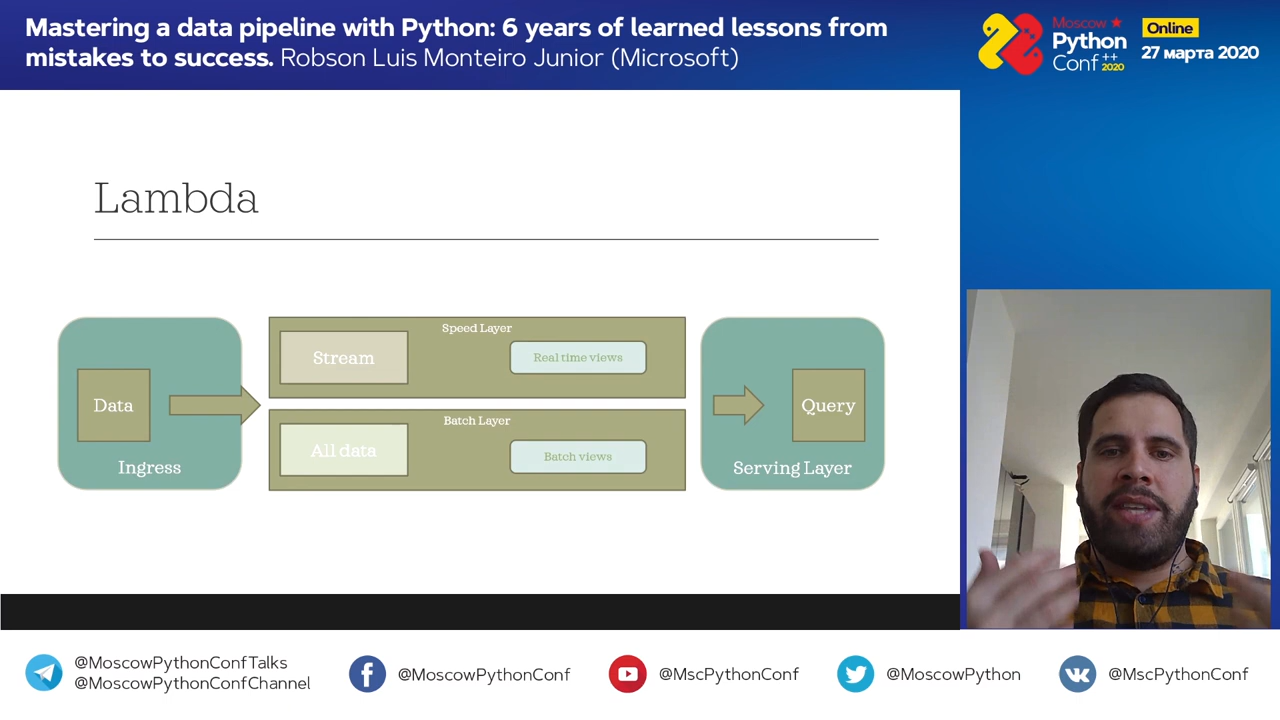 Mastering a data pipeline with Python: 6 years of learned lessons from
mistakes to success. Robson Luis Monteiro Junior (Microsoft)
Moscow
Python
Conf ++
2020
Online
27 марта 2020
Lambda
Speed Layer
Stream
Real time views
Data
Ingress
Batch Layer
All data
Batch views
Query
Serving Layer
@MoscowPythonConfTalks
@MoscowPythonConfChannel
@MoscowPythonConf
@MscPythonConf
@MoscowPython
@MscPythonConf